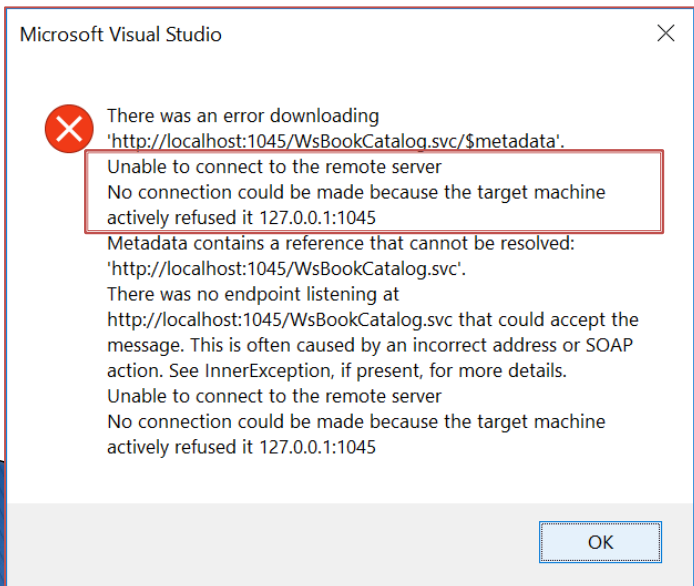 Microsoft Visual Studio
There was an error downloading
'http://localhost:1045/WsBookCatalog.svc/$metadata'.
Unable to connect to the remote server
No connection could be made because the target machine
actively refused it 127.0.0.1:1045
Metadata contains a reference that cannot be resolved:
'http://localhost:1045/WsBookCatalog.svc'.
There was no endpoint listening at
http://localhost:1045/WsBookCatalog.svc that could accept the
message. This is often caused by an incorrect address or SOAP
action. See InnerException, if present, for more details.
Unable to connect to the remote server
No connection could be made because the target machine
actively refused it 127.0.0.1:1045
OK